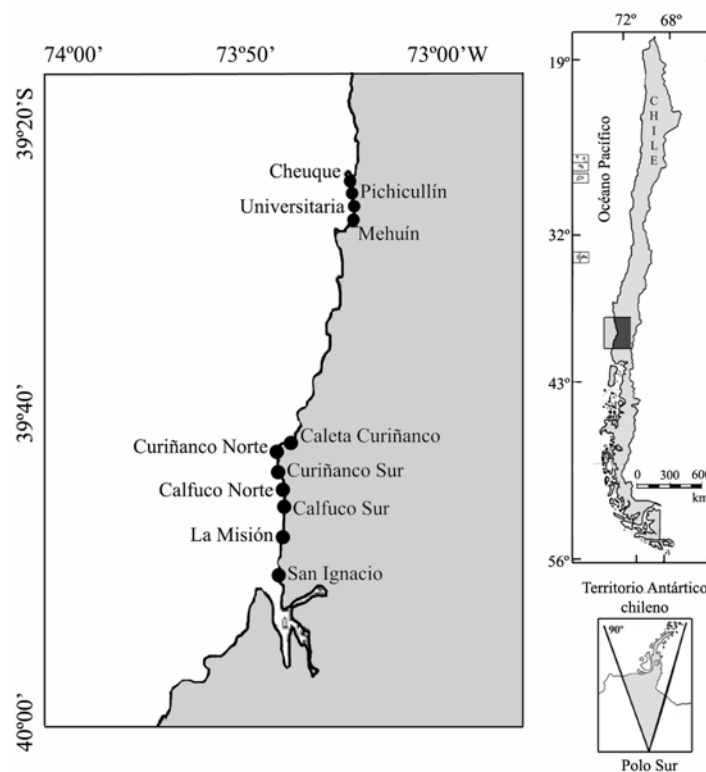 74º00'
73º50'
73º00'W
39º20'S
39º40'
40º00'
Cheuque
Pichicullín
Universitaria
Mehuín
Caleta Curiñanco
Curiñanco Norte
Curiñanco Sur
Calfuco Norte
Calfuco Sur
La Misión
San Ignacio
72º 68º
19º
CHILE
Océano Pacífico
32º
43º
0 300 600
km
56º
Territorio Antártico
chileno
90º 53º
Polo Sur